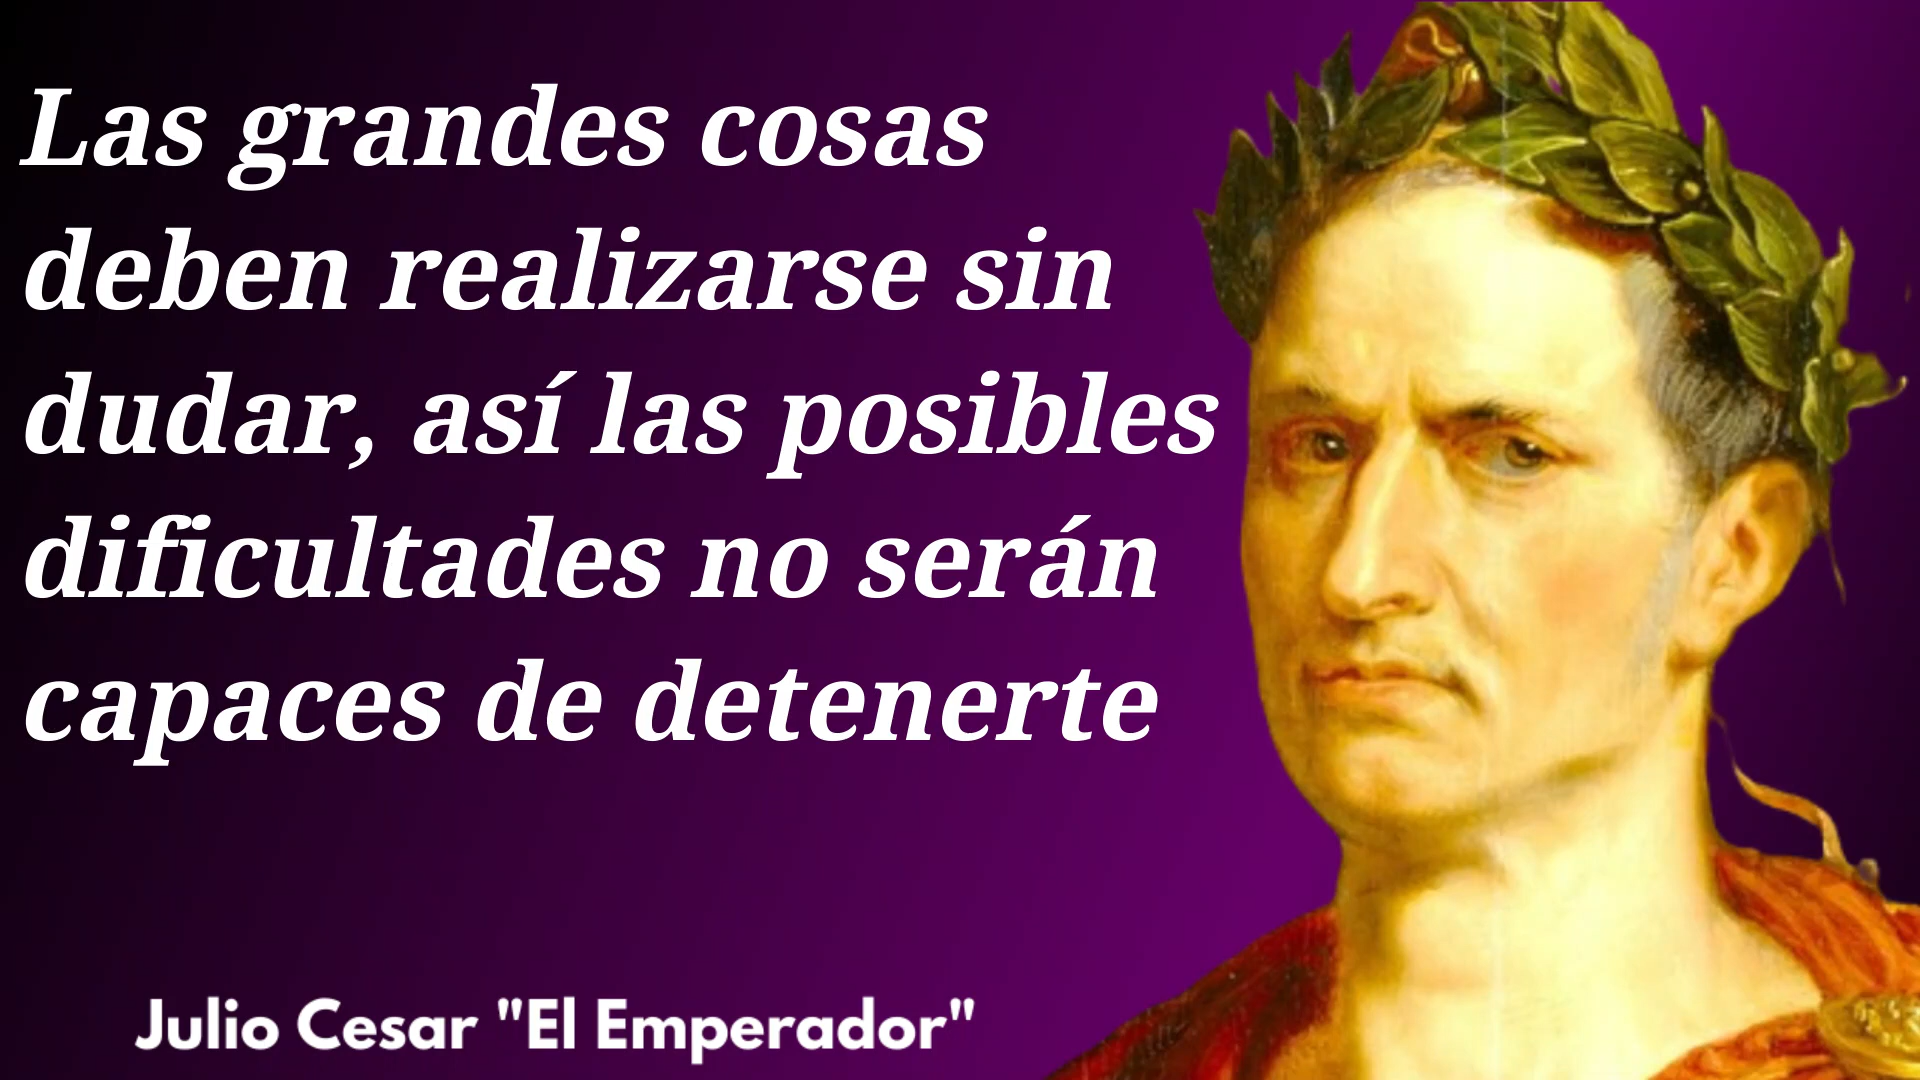 Las grandes cosas
deben realizarse sin
dudar, así las posibles
dificultades no serán
capaces de detenerte
Julio Cesar "El Emperador"